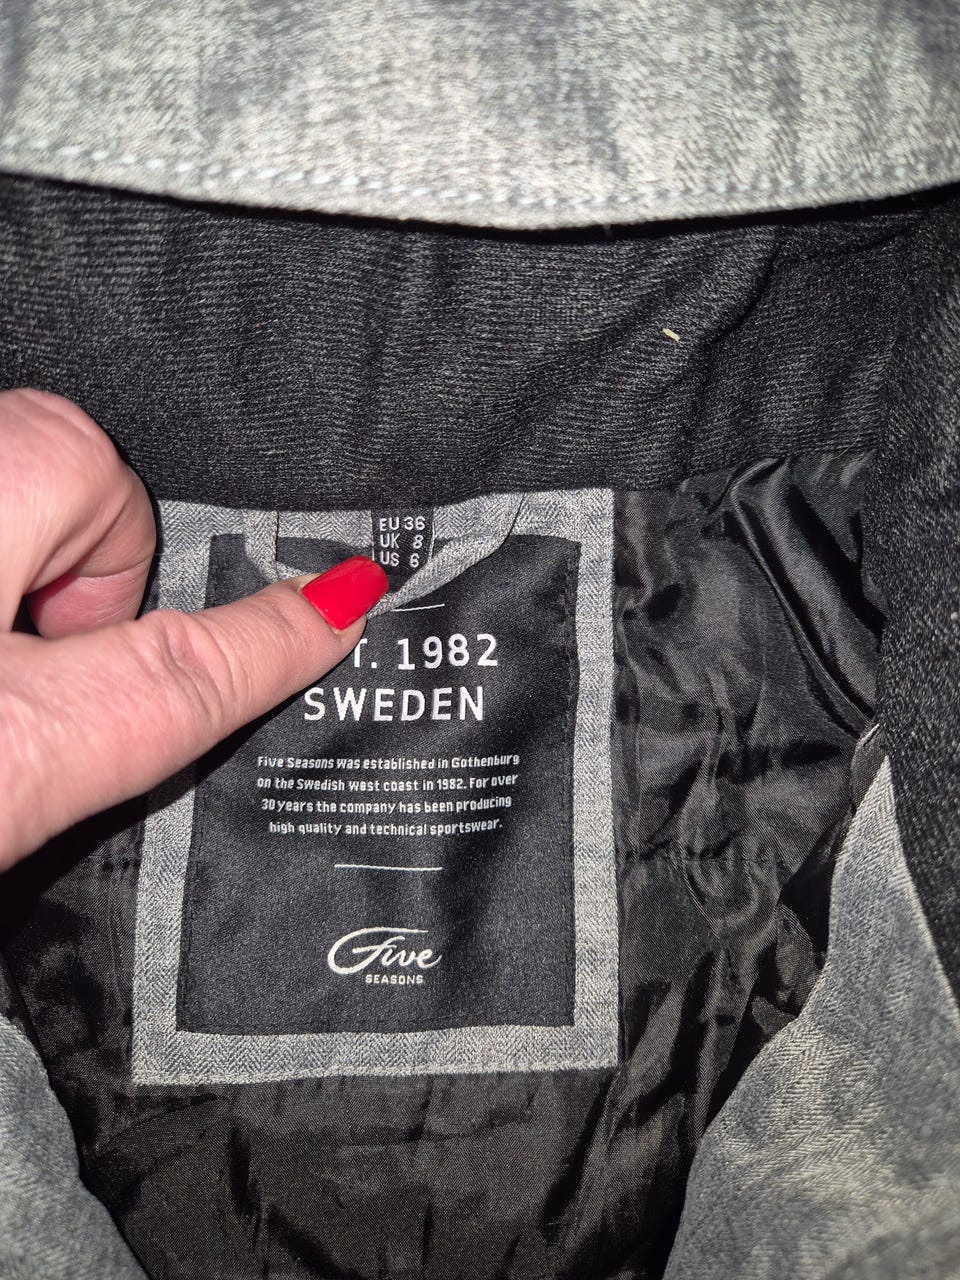 EU 36
UK 8
US 6
T. 1982
SWEDEN
Five Seasons was established in Gothenburg
on the Swedish west coast in 1982. For over
30 years the company has been producing
high quality and technical sportswear.
Five
SEASONS